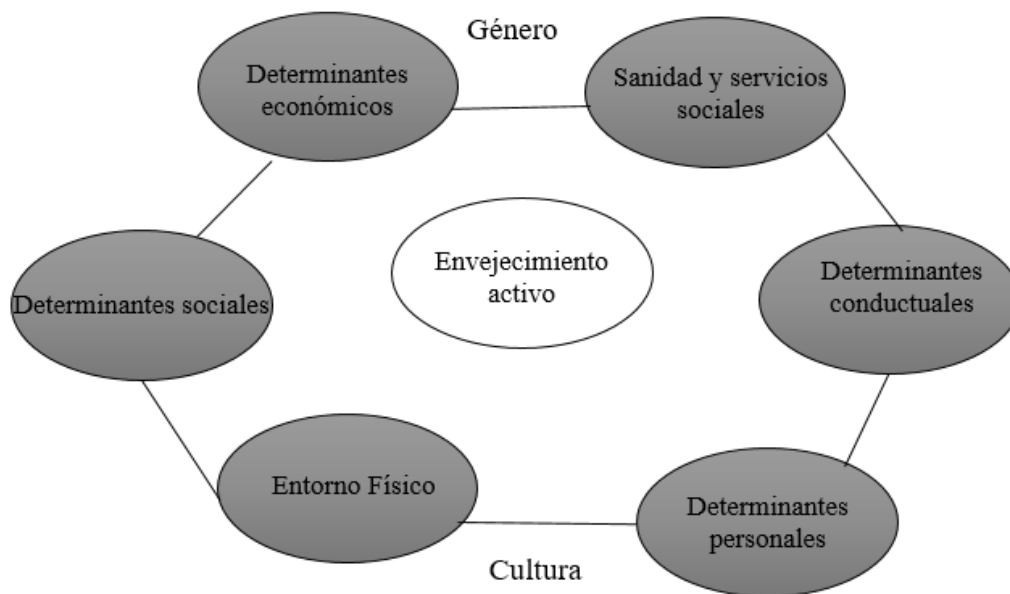 Género
Determinantes
económicos
Sanidad y servicios
sociales
Envejecimiento
activo
Determinantes
conductuales
Determinantes sociales
Entorno Físico
Determinantes
personales
Cultura